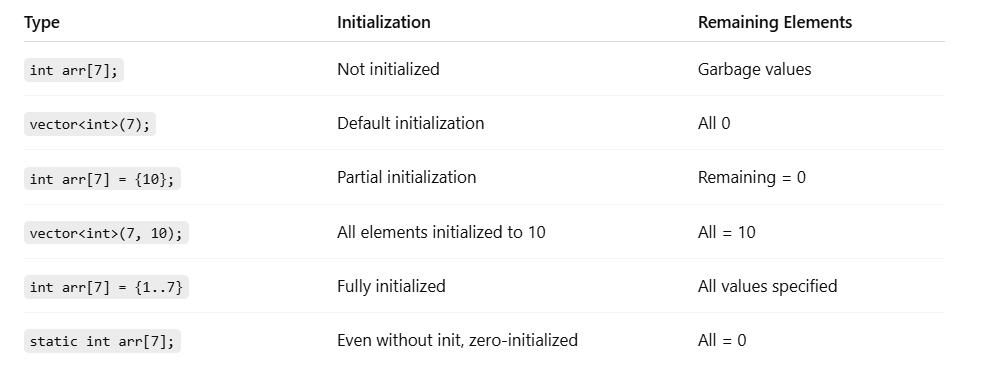 Type Initialization Remaining Elements
int arr[7]; Not initialized Garbage values
vector<int>(7); Default initialization All 0
int arr[7] = {10}; Partial initialization Remaining = 0
vector<int>(7, 10); All elements initialized to 10 All = 10
int arr[7] = {1..7} Fully initialized All values specified
static int arr[7]; Even without init, zero-initialized All = 0